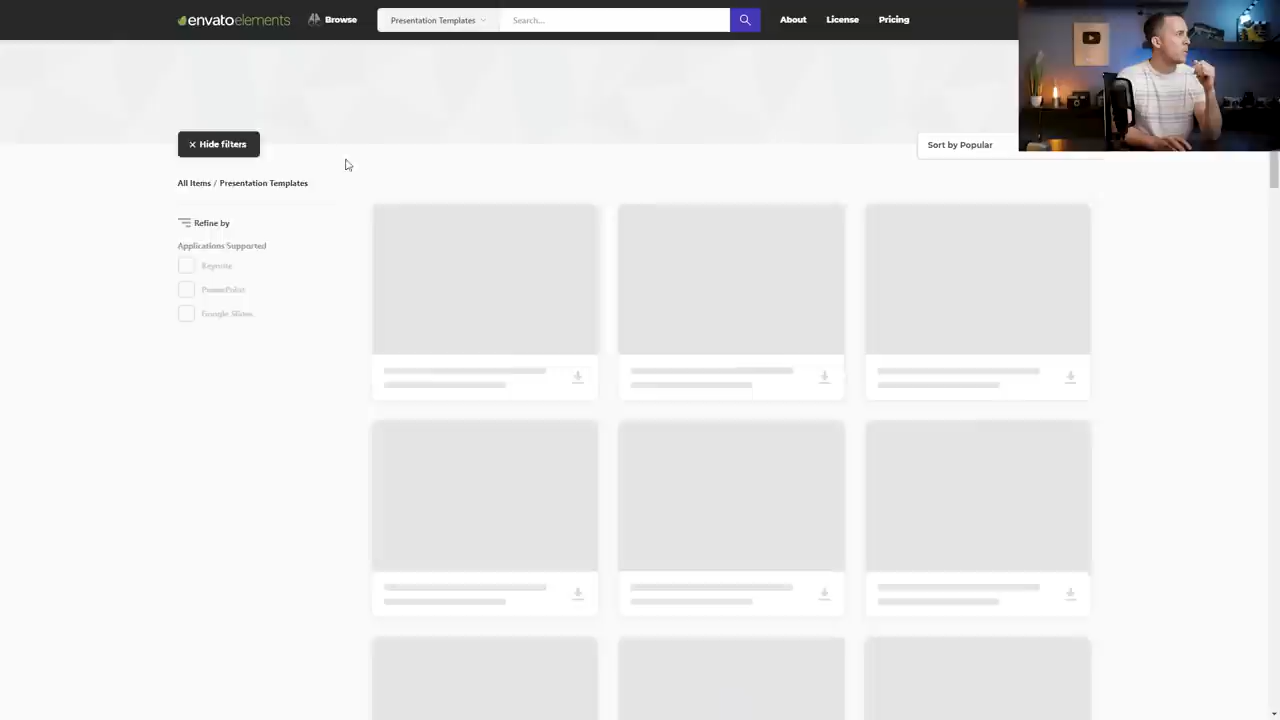 envatoelements
Browse
Presentation Templates
Search...
About
License
Pricing
Hide filters
Sort by Popular
All Items / Presentation Templates
Refine by
Applications Supported
Keynote
PowerPoint
Google Slides